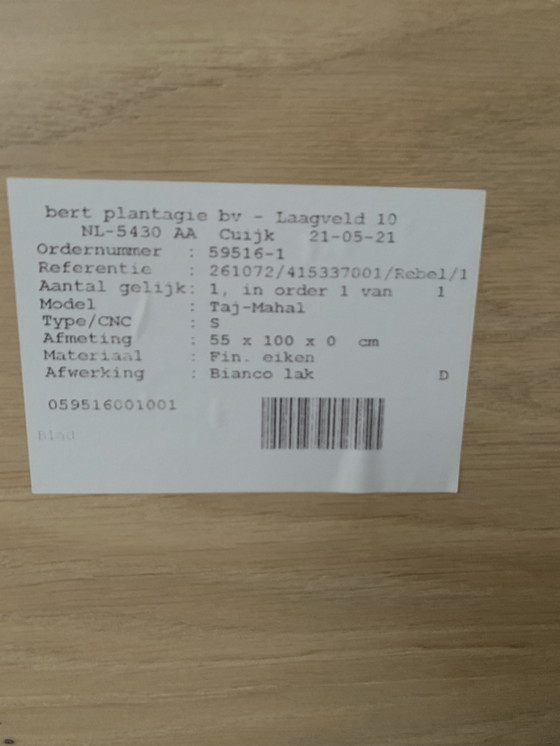 bert plantagie bv - Laagveld 10
NL-5430 AA Cuijk 21-05-21
Ordernummer : 59516-1
Referentie : 261072/415337001/Rebel/1
Aantal gelijk: 1, in order 1 van 1
Model : Taj-Mahal
Type/CNC : S
Afmeting : 55 x 100 x 0 cm
Materiaal : Fin. eiken
Afwerking : Bianco lak D
059516001001
Blad